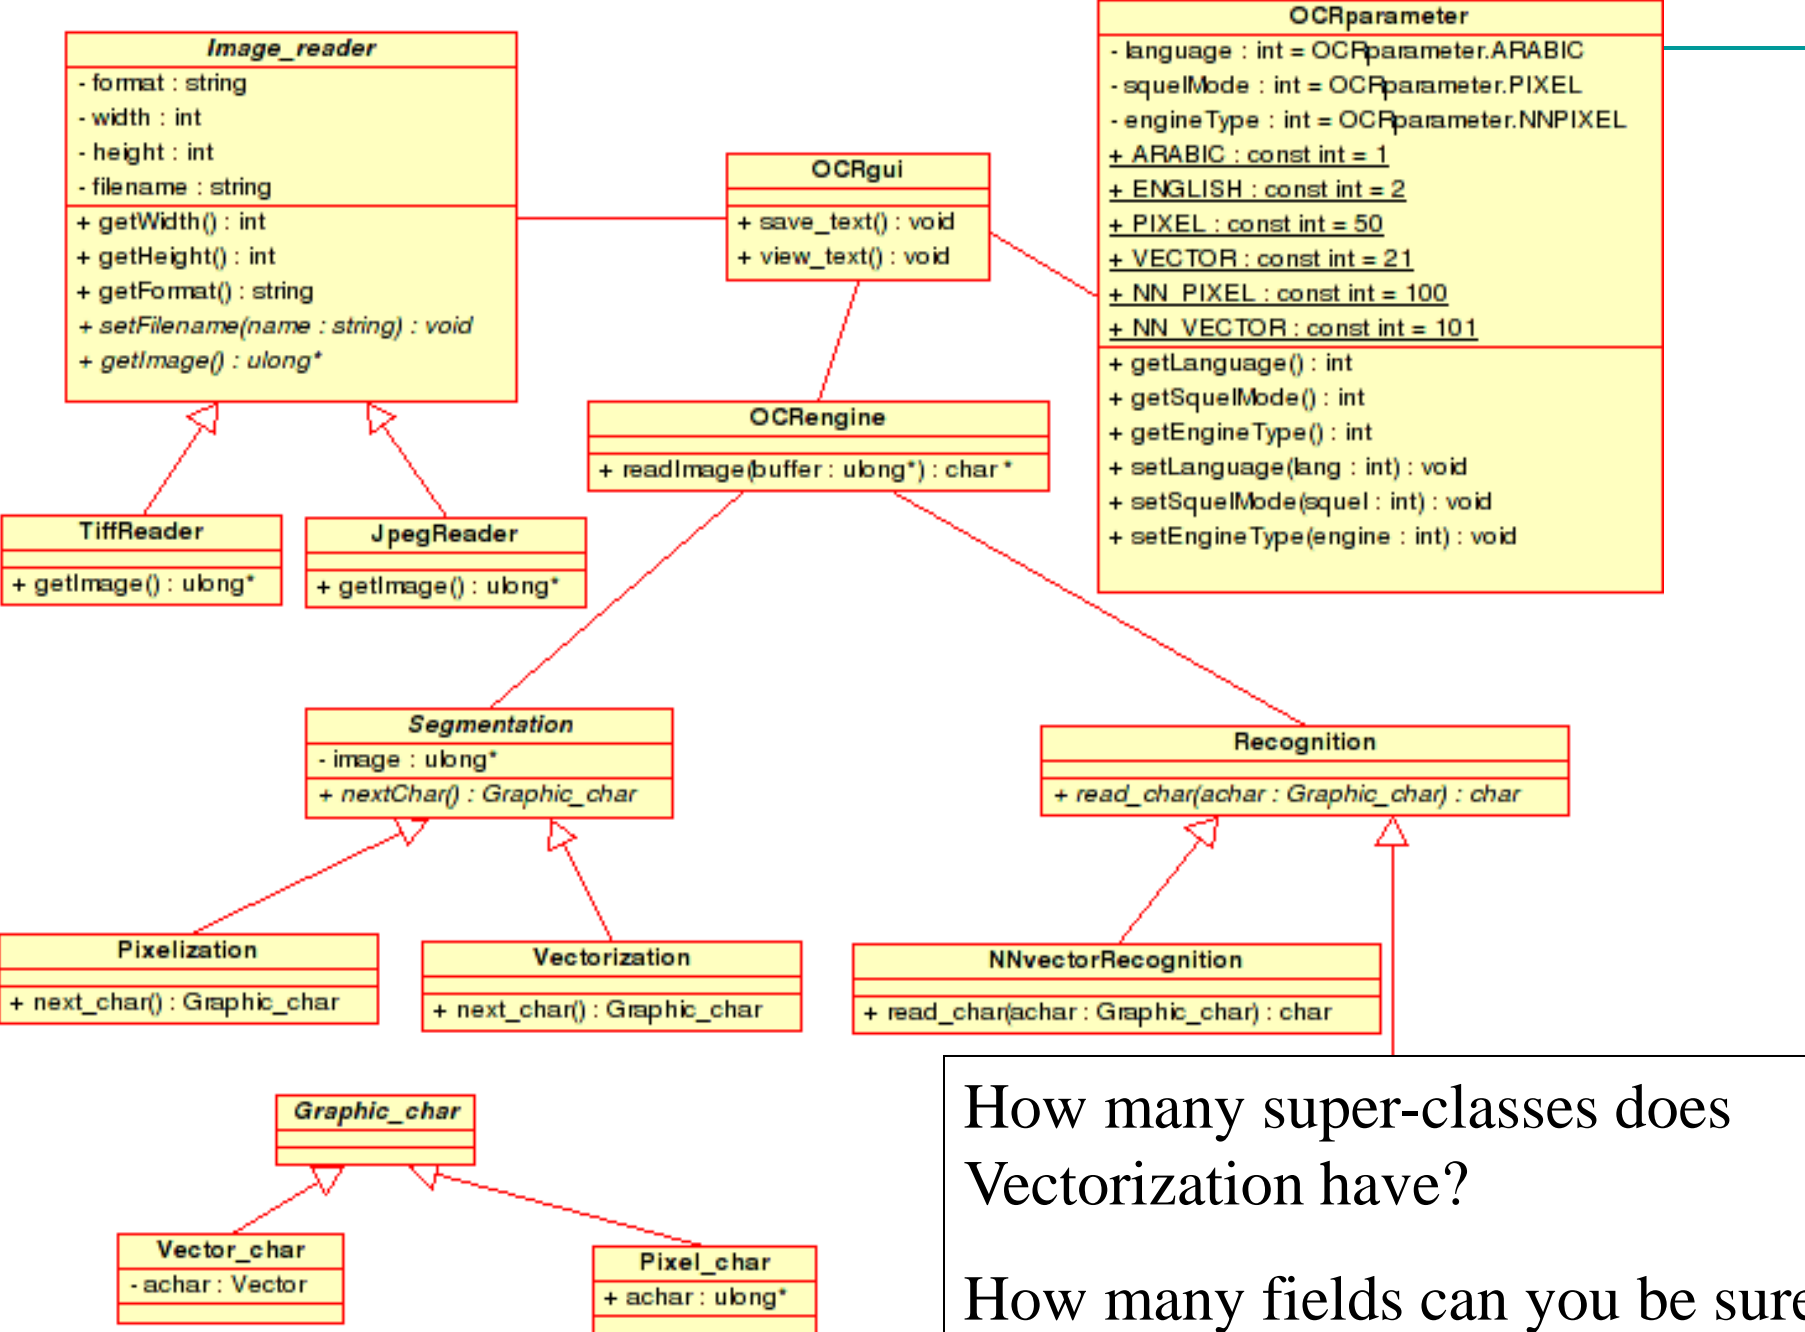 Image_reader
- format : string
- width : int
- height : int
- filename : string
+ getWidth() : int
+ getHeight() : int
+ getFormat() : string
+ setFilename(name : string) : void
+ getImage() : ulong*
OCRgui
+ save_text() : void
+ view_text() : void
OCRparameter
- language : int = OCRparameter.ARABIC
- squelMode : int = OCRparameter.PIXEL
- engineType : int = OCRparameter.NNPIXEL
+ ARABIC : const int = 1
+ ENGLISH : const int = 2
+ PIXEL : const int = 50
+ VECTOR : const int = 21
+ NN_PIXEL : const int = 100
+ NN_VECTOR : const int = 101
+ getLanguage() : int
+ getSquelMode() : int
+ getEngineType() : int
+ setLanguage(lang : int) : void
+ setSquelMode(squel : int) : void
+ setEngineType(engine : int) : void
OCRengine
+ readImage(buffer : ulong*) : char *
TiffReader
+ getImage() : ulong*
JpegReader
+ getImage() : ulong*
Segmentation
- image : ulong*
+ nextChar() : Graphic_char
Recognition
+ read_char(achar : Graphic_char) : char
Pixelization
+ next_char() : Graphic_char
Vectorization
+ next_char() : Graphic_char
NNvectorRecognition
+ read_char(achar : Graphic_char) : char
Graphic_char
Vector_char
- achar : Vector
Pixel_char
+ achar : ulong*
How many super-classes does
Vectorization have?
How many fields can you be sure